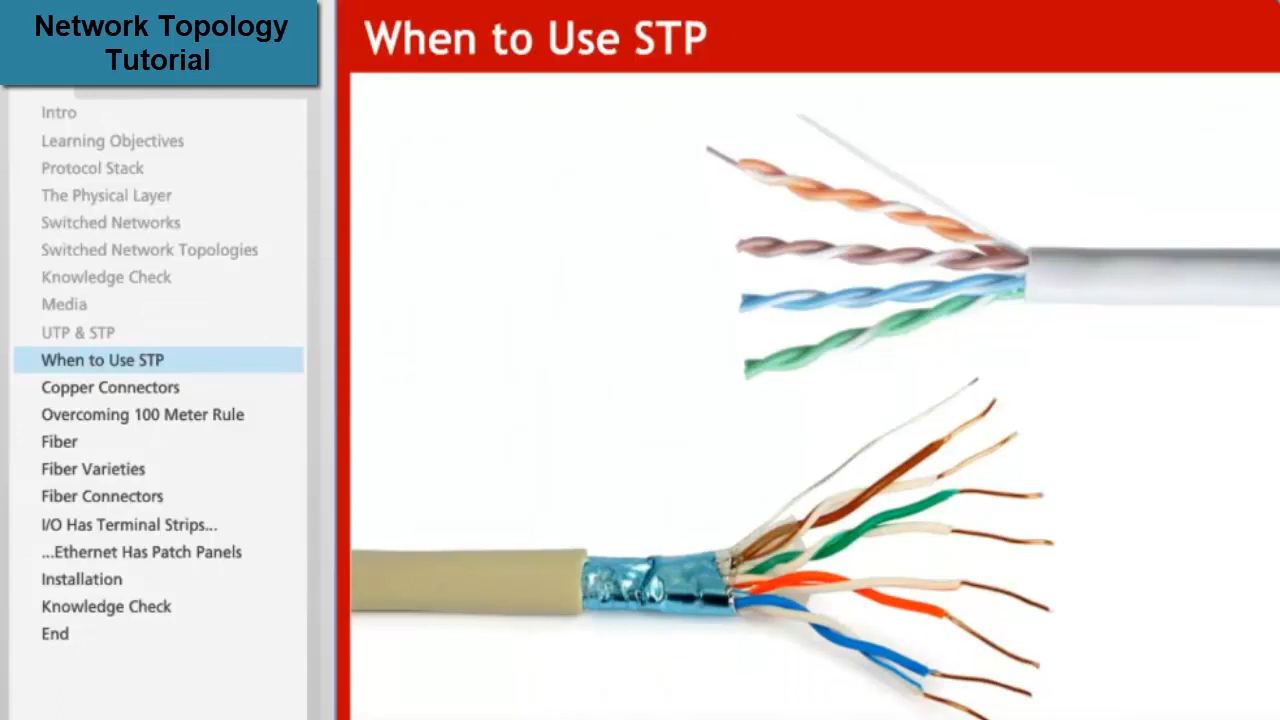 Network Topology
Tutorial
When to Use STP
Intro
Learning Objectives
Protocol Stack
The Physical Layer
Switched Networks
Switched Network Topologies
Knowledge Check
Media
UTP & STP
When to Use STP
Copper Connectors
Overcoming 100 Meter Rule
Fiber
Fiber Varieties
Fiber Connectors
I/O Has Terminal Strips...
...Ethernet Has Patch Panels
Installation
Knowledge Check
End